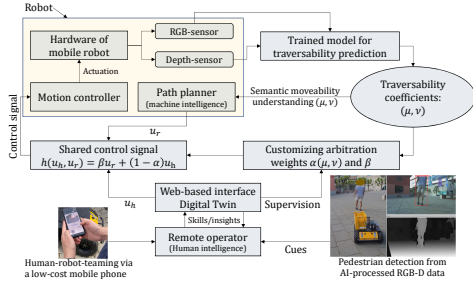 Robot
Hardware of
mobile robot
RGB-sensor
Depth-sensor
Trained model for
traversability prediction
Actuation
Motion controller
Path planner
(machine intelligence)
Semantic moveability
understanding (μ, ν)
Traversability
coefficients:
(μ, ν)
Control signal
u_r
Shared control signal
h(u_h, u_r) = βu_r + (1 − α)u_h
Customizing arbitration
weights α(μ, ν) and β
u_h
Web-based interface
Digital Twin
Supervision
Skills/insights
Remote operator
(Human intelligence)
Cues
Human-robot-teaming via
a low-cost mobile phone
Pedestrian detection from
AI-processed RGB-D data